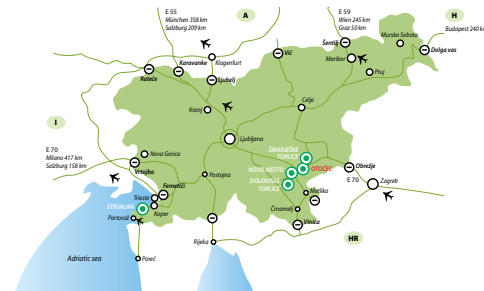 E 55
München 358 km
Salzburg 209 km
A
E 59
Wien 245 km
Graz 50 km
H
Budapest 240 km
Murska Sobota
Šentilj
Dolga vas
Karavanke
Klagenfurt
Vič
Maribor
Rateče
Ljubelj
Ptuj
Kranj
Celje
I
Ljubljana
E 70
Milano 417 km
Salzburg 158 km
Nova Gorica
ŠMARJEŠKE
TOPLICE
Vrtojba
Postojna
NOVO MESTO
OTOČEC
Obrežje
DOLENJSKE
TOPLICE
E 70
Zagreb
Fernetiči
Trieste
Metlika
STRUNJAN
Koper
Črnomelj
Portorož
Vinica
Rijeka
HR
Adriatic sea
Poreč